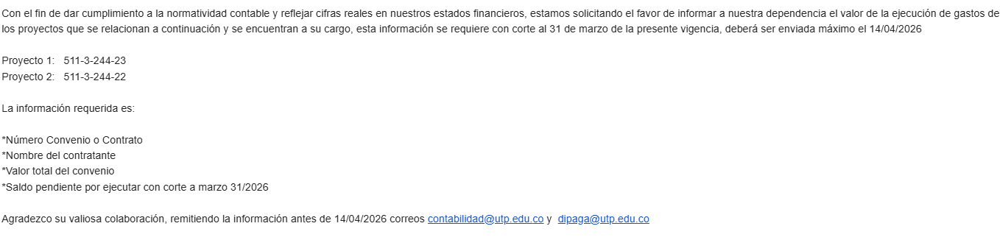 Con el fin de dar cumplimiento a la normatividad contable y reflejar cifras reales en nuestros estados financieros, estamos solicitando el favor de informar a nuestra dependencia el valor de la ejecución de gastos de
los proyectos que se relacionan a continuación y se encuentran a su cargo, esta información se requiere con corte al 31 de marzo de la presente vigencia, deberá ser enviada máximo el 14/04/2026
Proyecto 1:   511-3-244-23
Proyecto 2:   511-3-244-22
La información requerida es:
*Número Convenio o Contrato
*Nombre del contratante
*Valor total del convenio
*Saldo pendiente por ejecutar con corte a marzo 31/2026
Agradezco su valiosa colaboración, remitiendo la información antes de 14/04/2026 correos contabilidad@utp.edu.co y  dipaga@utp.edu.co